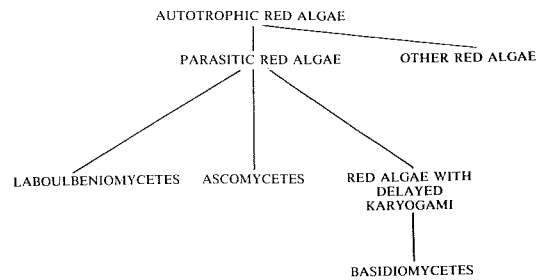 AUTOTROPHIC RED ALGAE
PARASITIC RED ALGAE
OTHER RED ALGAE
LABOULBENIOMYCETES
ASCOMYCETES
RED ALGAE WITH
DELAYED
KARYOGAMI
BASIDIOMYCETES